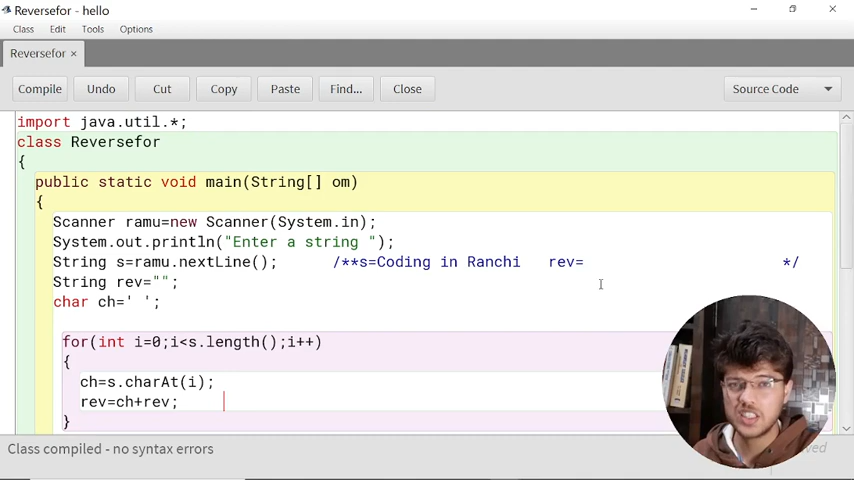 Reversefor - hello
Class Edit Tools Options
Reversefor ×
Compile Undo Cut Copy Paste Find... Close Source Code
import java.util.*;
class Reversefor
{
public static void main(String[] om)
{
Scanner ramu=new Scanner(System.in);
System.out.println("Enter a string ");
String s=ramu.nextLine(); /**s=Coding in Ranchi rev= */
String rev="";
char ch=' ';
for(int i=0;i<s.length();i++)
{
ch=s.charAt(i);
rev=ch+rev;
}
Class compiled - no syntax errors